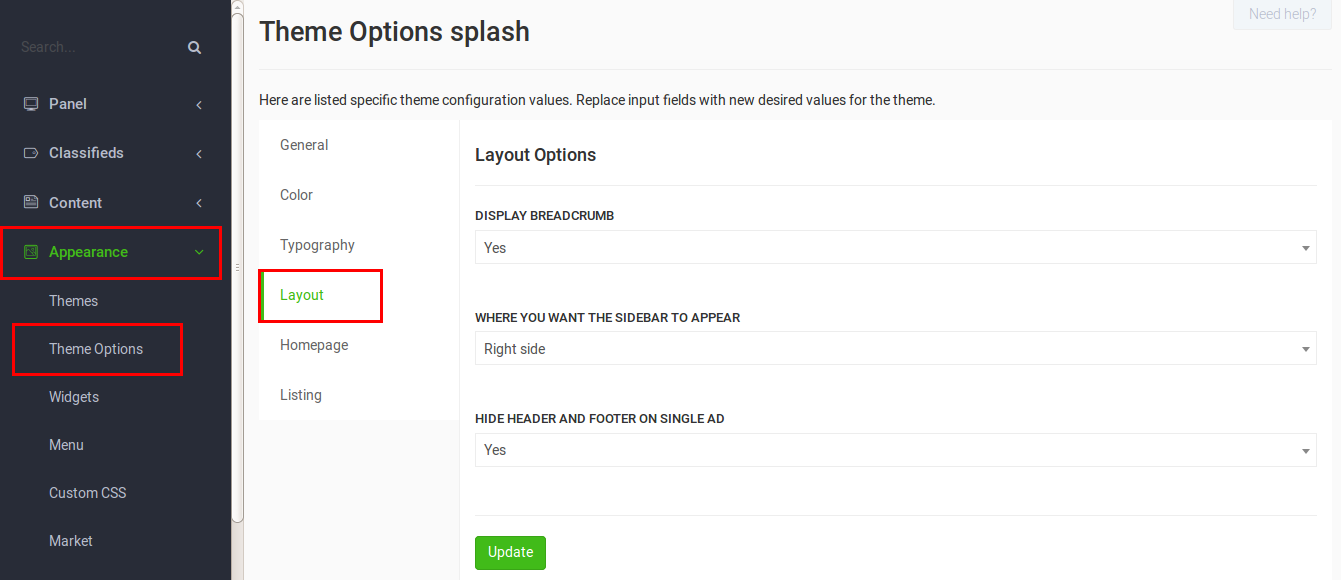 Search...
Panel
Classifieds
Content
Appearance
Themes
Theme Options
Widgets
Menu
Custom CSS
Market
Need help?
Theme Options splash
Here are listed specific theme configuration values. Replace input fields with new desired values for the theme.
General
Color
Typography
Layout
Homepage
Listing
Layout Options
DISPLAY BREADCRUMB
Yes
WHERE YOU WANT THE SIDEBAR TO APPEAR
Right side
HIDE HEADER AND FOOTER ON SINGLE AD
Yes
Update